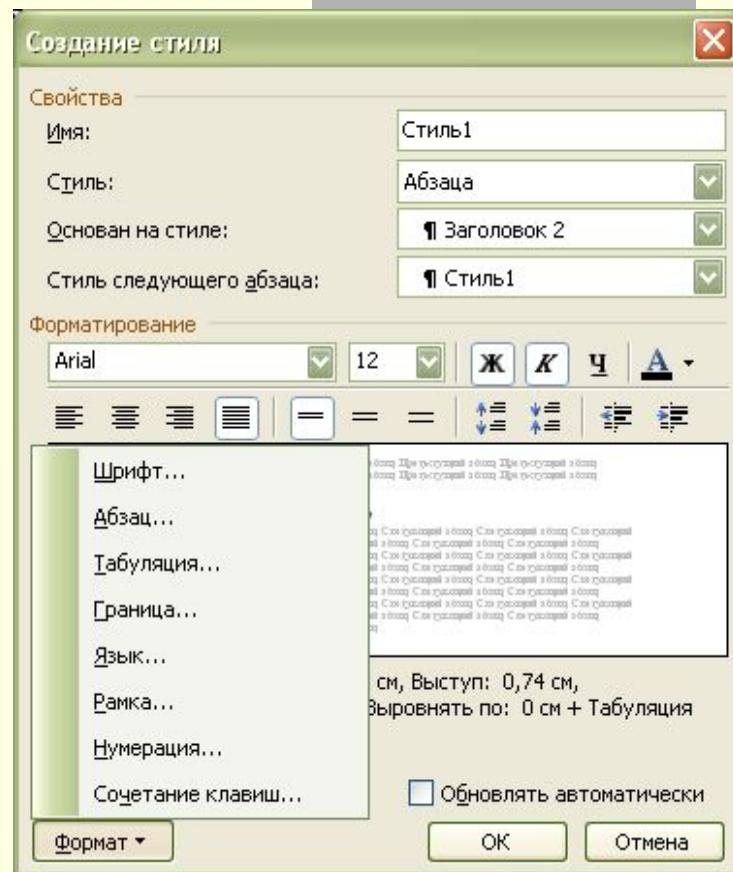 Создание стиля
Свойства
Имя: Стиль1
Стиль: Абзаца
Основан на стиле: ¶ Заголовок 2
Стиль следующего абзаца: ¶ Стиль1
Форматирование
Arial 12 Ж К Ч А
Шрифт...
Абзац...
Табуляция...
Граница...
Язык...
Рамка...
Нумерация...
Сочетание клавиш...
см, Выступ: 0,74 см,
Выровнять по: 0 см + Табуляция
Обновлять автоматически
Формат ОК Отмена